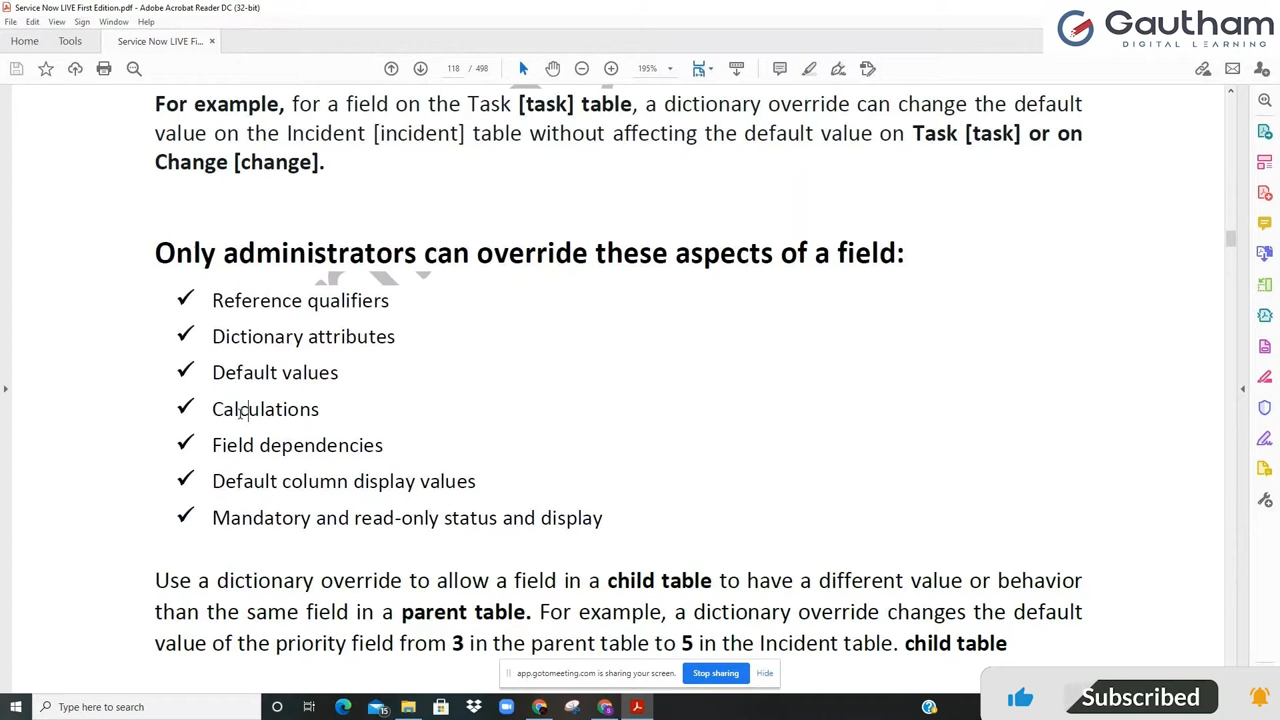 Service Now LIVE First Edition.pdf - Adobe Acrobat Reader DC (32-bit)
File Edit View Sign Window Help
Home Tools Service Now LIVE Fi... ×
118 / 498 195%
Gautham
DIGITAL LEARNING
For example, for a field on the Task [task] table, a dictionary override can change the default
value on the Incident [incident] table without affecting the default value on Task [task] or on
Change [change].
Only administrators can override these aspects of a field:
✓ Reference qualifiers
✓ Dictionary attributes
✓ Default values
✓ Calculations
✓ Field dependencies
✓ Default column display values
✓ Mandatory and read-only status and display
Use a dictionary override to allow a field in a child table to have a different value or behavior
than the same field in a parent table. For example, a dictionary override changes the default
value of the priority field from 3 in the parent table to 5 in the Incident table. child table
app.gotomeeting.com is sharing your screen. Stop sharing Hide
Type here to search
15
Subscribed